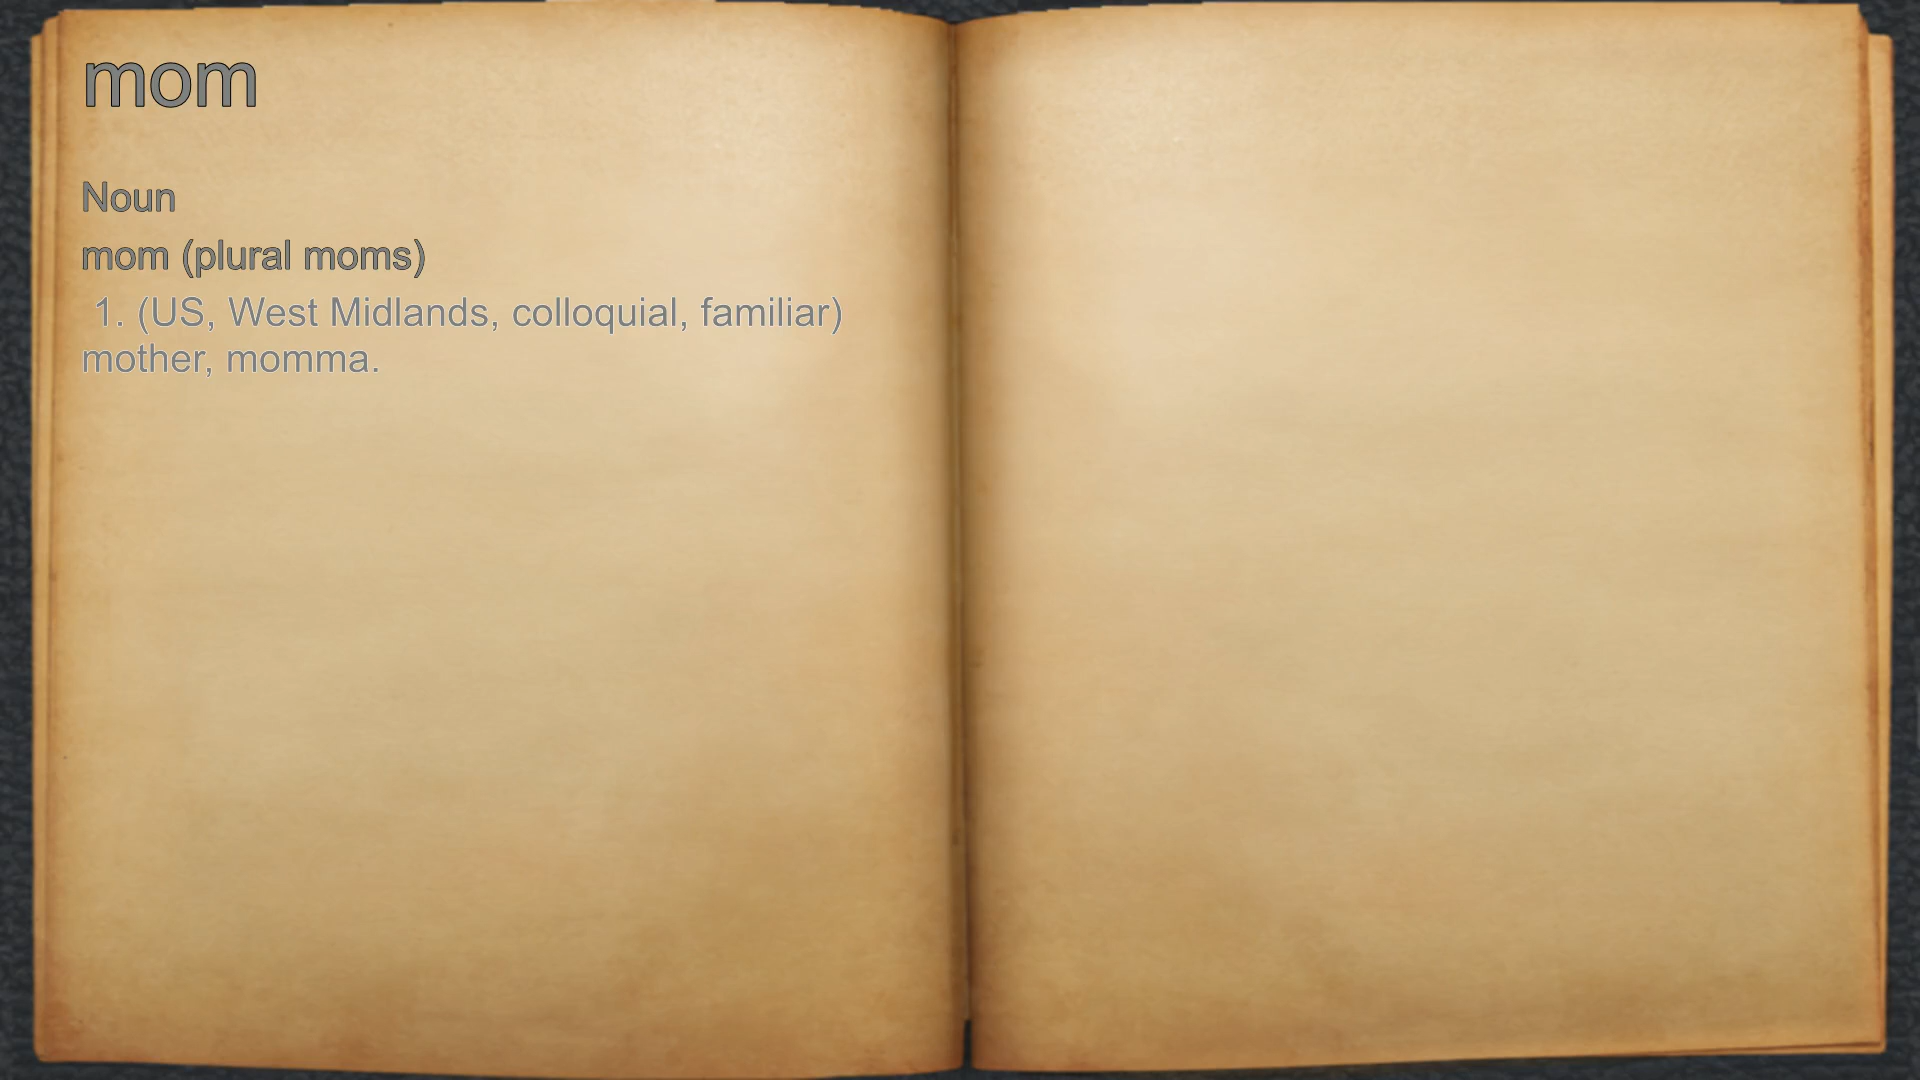 mom
Noun
mom (plural moms)
1. (US, West Midlands, colloquial, familiar)
mother, momma.